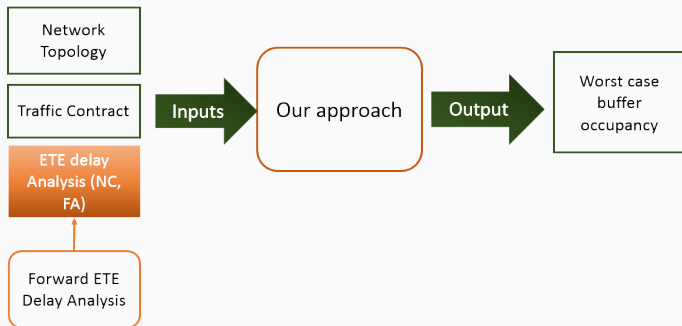 Network
Topology
Traffic Contract
ETE delay
Analysis (NC,
FA)
Forward ETE
Delay Analysis
Inputs
Our approach
Output
Worst case
buffer
occupancy